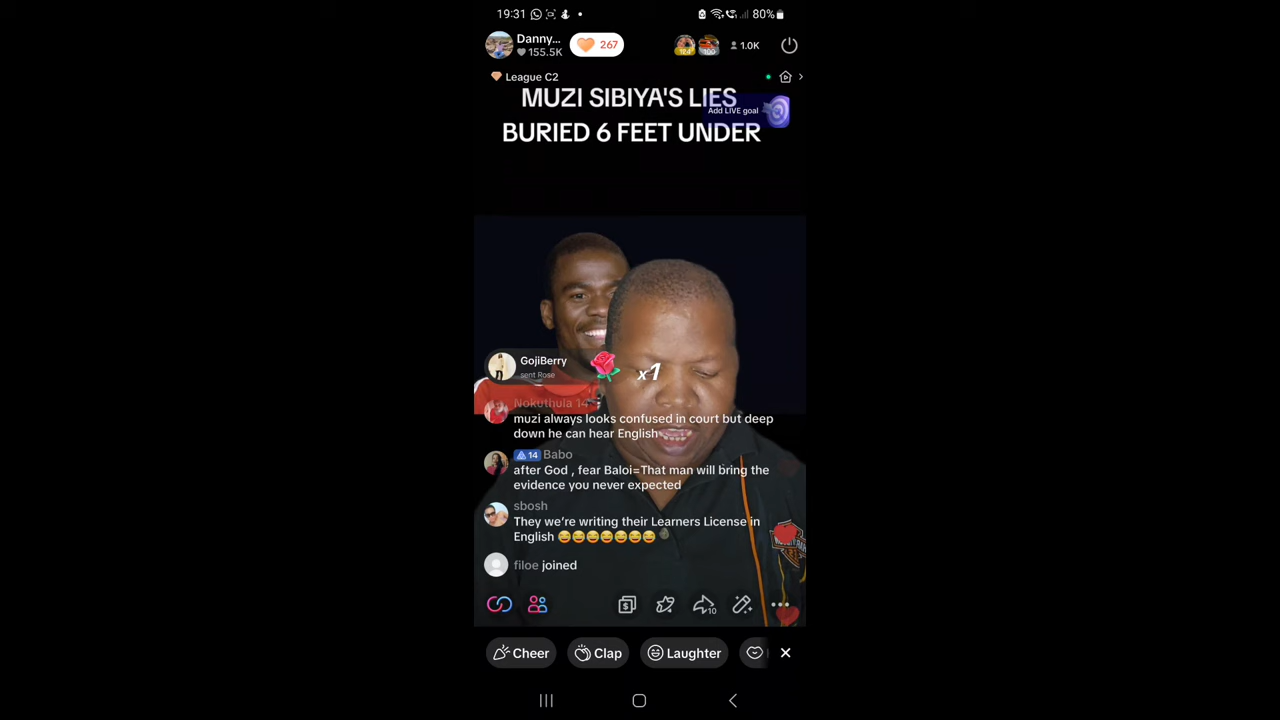 19:31
80%
Danny...
155.5K
267
124
100
1.0K
League C2
MUZI SIBIYA'S LIES
BURIED 6 FEET UNDER
Add LIVE goal
GojiBerry
sent Rose
x1
Nokuthula 14
muzi always looks confused in court but deep
down he can hear English
14 Babo
after God , fear Baloi=That man will bring the
evidence you never expected
sbosh
They we're writing their Learners License in
English 😂😂😂😂😂😂😂
filoe joined
10
Cheer
Clap
Laughter